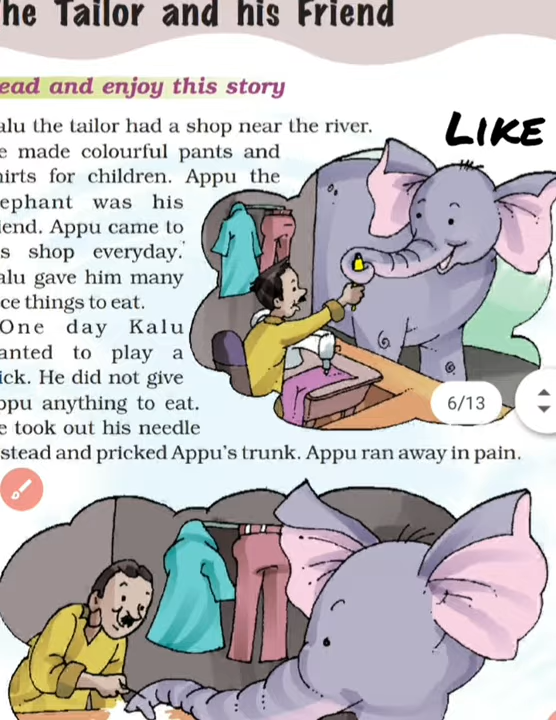 he Tailor and his Friend
ead and enjoy this story
alu the tailor had a shop near the river.
LIKE
e made colourful pants and
irts for children. Appu the
ephant was his
iend. Appu came to
s shop everyday.
alu gave him many
ce things to eat.
One day Kalu
anted to play a
ick. He did not give
ppu anything to eat.
6/13
e took out his needle
stead and pricked Appu's trunk. Appu ran away in pain.